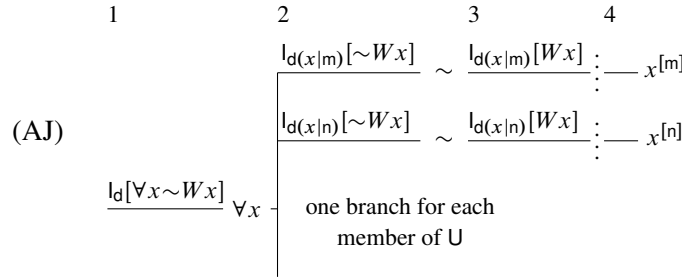 1 2 3 4
I_d(x|m)[∼Wx] ∼ I_d(x|m)[Wx] x^[m]
(AJ) I_d(x|n)[∼Wx] ∼ I_d(x|n)[Wx] x^[n]
I_d[∀x∼Wx] ∀x one branch for each
member of U